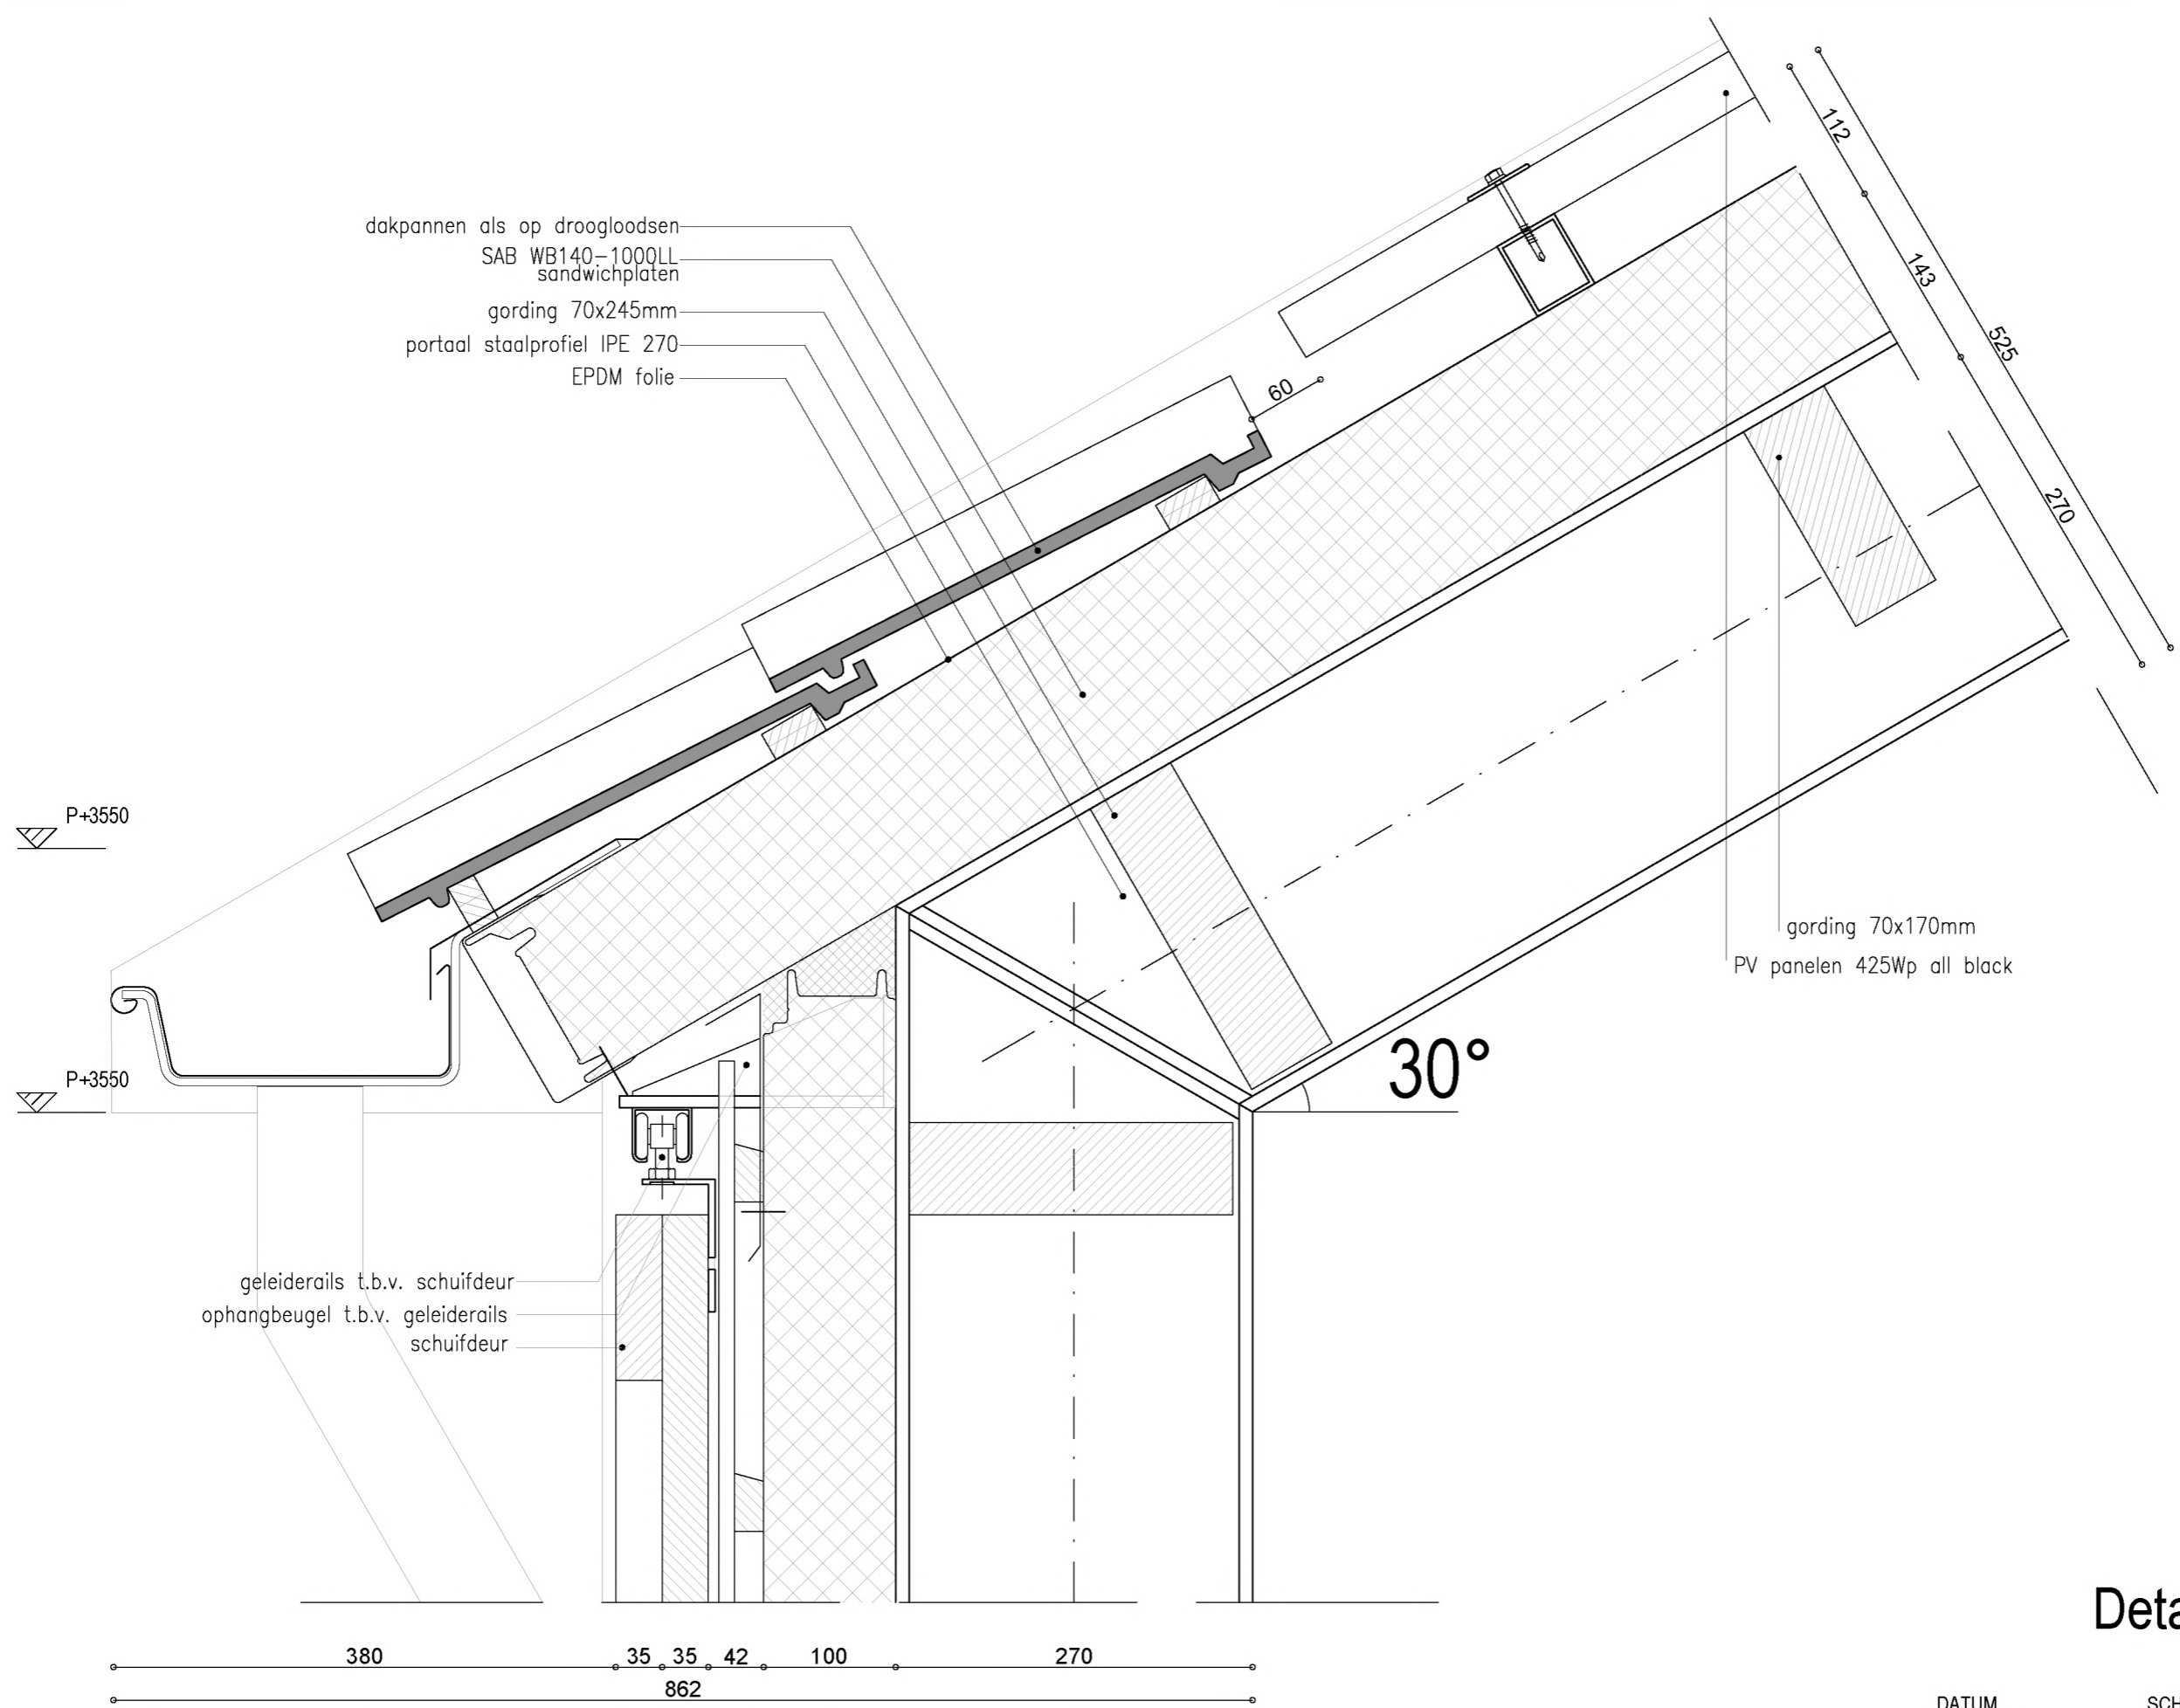 dakpannen als op droogloodsen
SAB WB140-1000LL
sandwichplaten
gording 70x245mm
portaal staalprofiel IPE 270
EPDM folie
112
143
525
270
60
P+3550
gording 70x170mm
PV panelen 425Wp all black
30°
P+3550
geleiderails t.b.v. schuifdeur
ophangbeugel t.b.v. geleiderails
schuifdeur
380 35 35 42 100 270
862
Deta
DATUM SCH